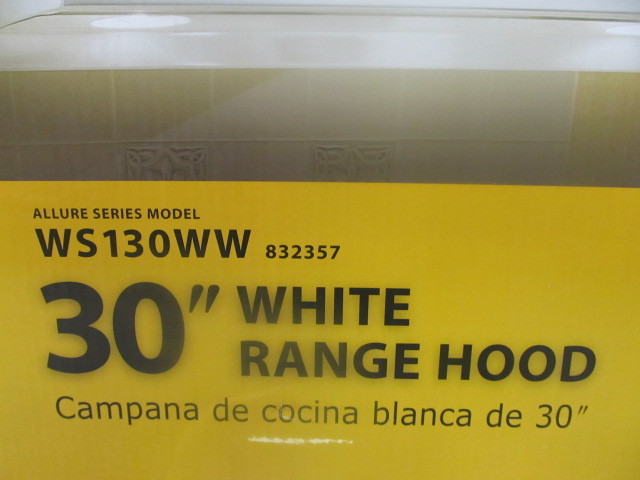 ALLURE SERIES MODEL
WS130WW 832357
30" WHITE
RANGE HOOD
Campana de cocina blanca de 30"